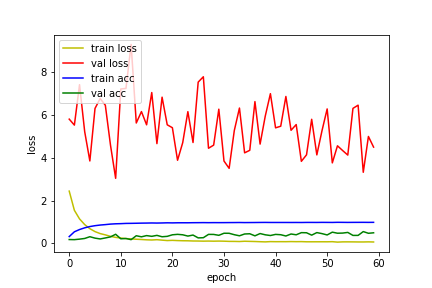 train loss
val loss
train acc
val acc
8
6
4
2
0
loss
0 10 20 30 40 50 60
epoch